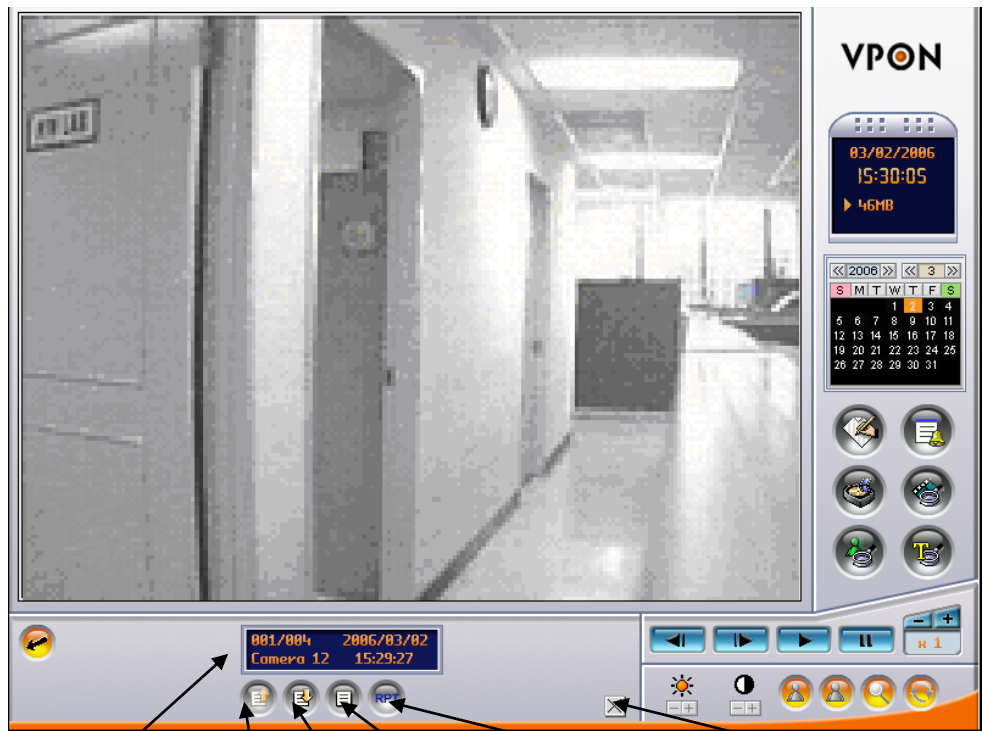 VPON
03/02/2006
15:30:05
46MB
2006 3
S M T W T F S
1 2 3 4
5 6 7 8 9 10 11
12 13 14 15 16 17 18
19 20 21 22 23 24 25
26 27 28 29 30 31
T
001/004 2006/03/02
Camera 12 15:29:27
RPT
x 1